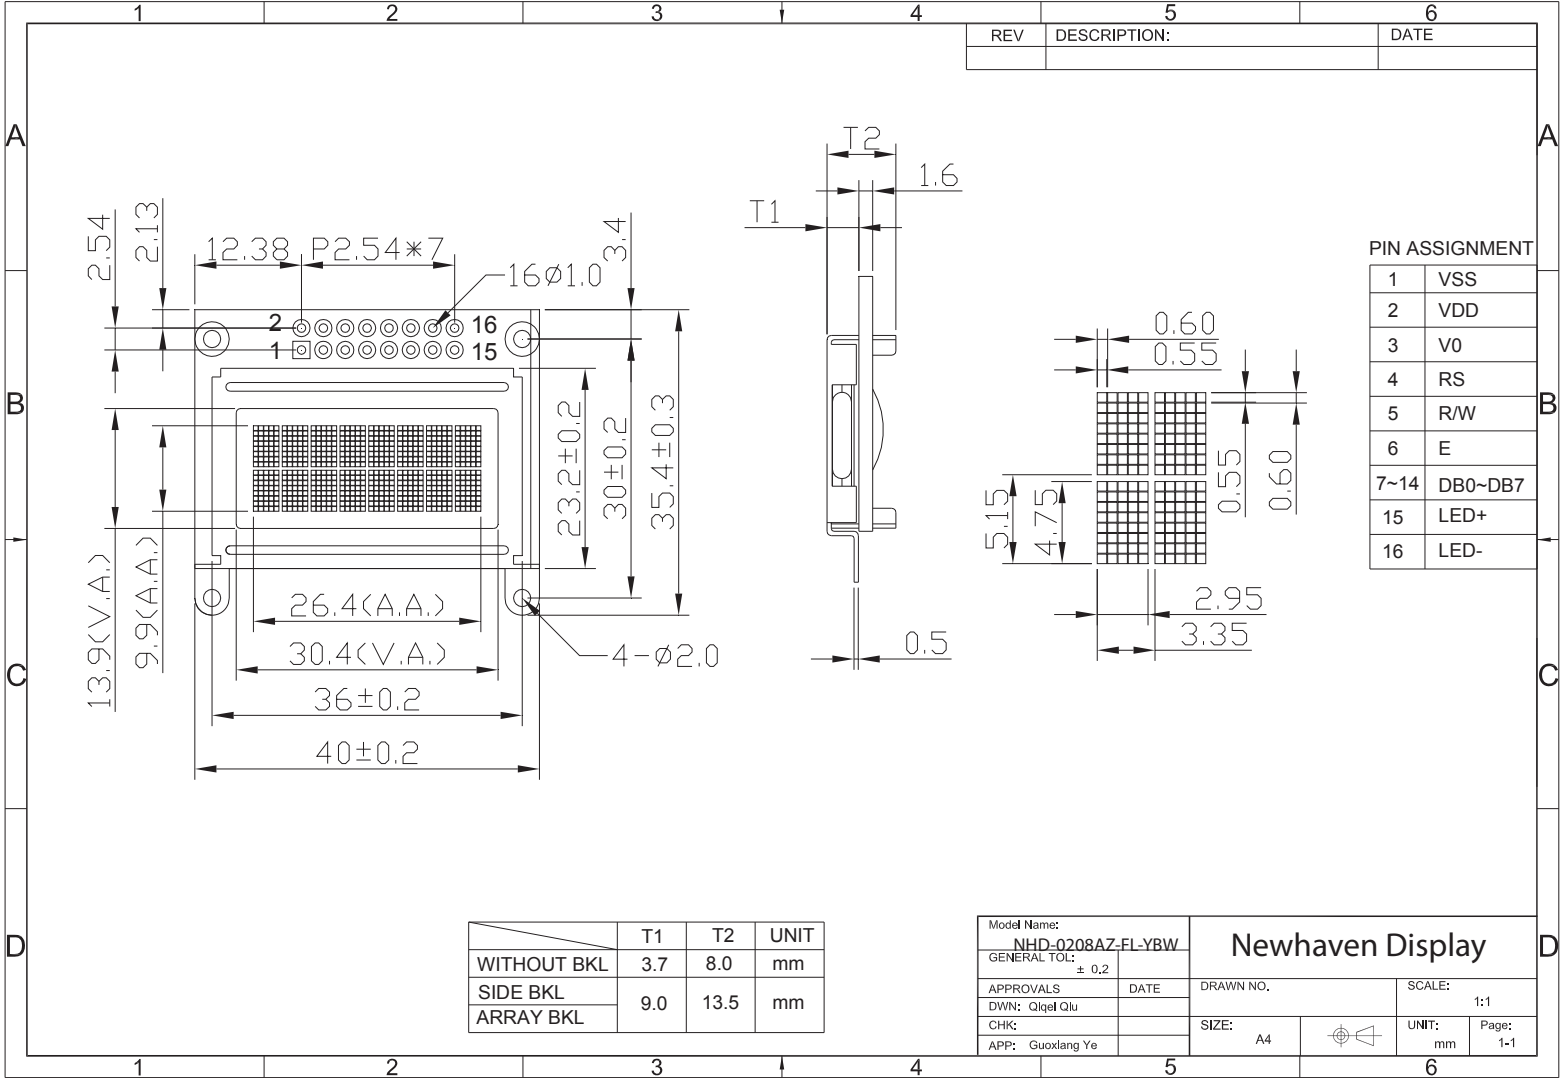 1 2 3 4 5 6
REV DESCRIPTION: DATE
A A
B B
C C
D D
T2
1.6
T1
2.54
2.13
12.38 P2.54*7
3.4
16Ø1.0
2 16
1 15
23.2±0.2
30±0.2
35.4±0.3
13.9(V.A.)
9.9(A.A.)
26.4(A.A.)
30.4(V.A.)
36±0.2
40±0.2
4-Ø2.0
0.5
0.60
0.55
0.55
0.60
5.15
4.75
2.95
3.35
PIN ASSIGNMENT
1 VSS
2 VDD
3 V0
4 RS
5 R/W
6 E
7~14 DB0~DB7
15 LED+
16 LED-
T1 T2 UNIT
WITHOUT BKL 3.7 8.0 mm
SIDE BKL
9.0 13.5 mm
ARRAY BKL
Model Name:
NHD-0208AZ-FL-YBW
GENERAL TOL:
± 0.2
Newhaven Display
APPROVALS DATE
DWN: Qiqei Qiu
CHK:
APP: Guoxiang Ye
DRAWN NO.
SCALE:
1:1
SIZE:
A4
UNIT:
mm
Page:
1-1
1 2 3 4 5 6